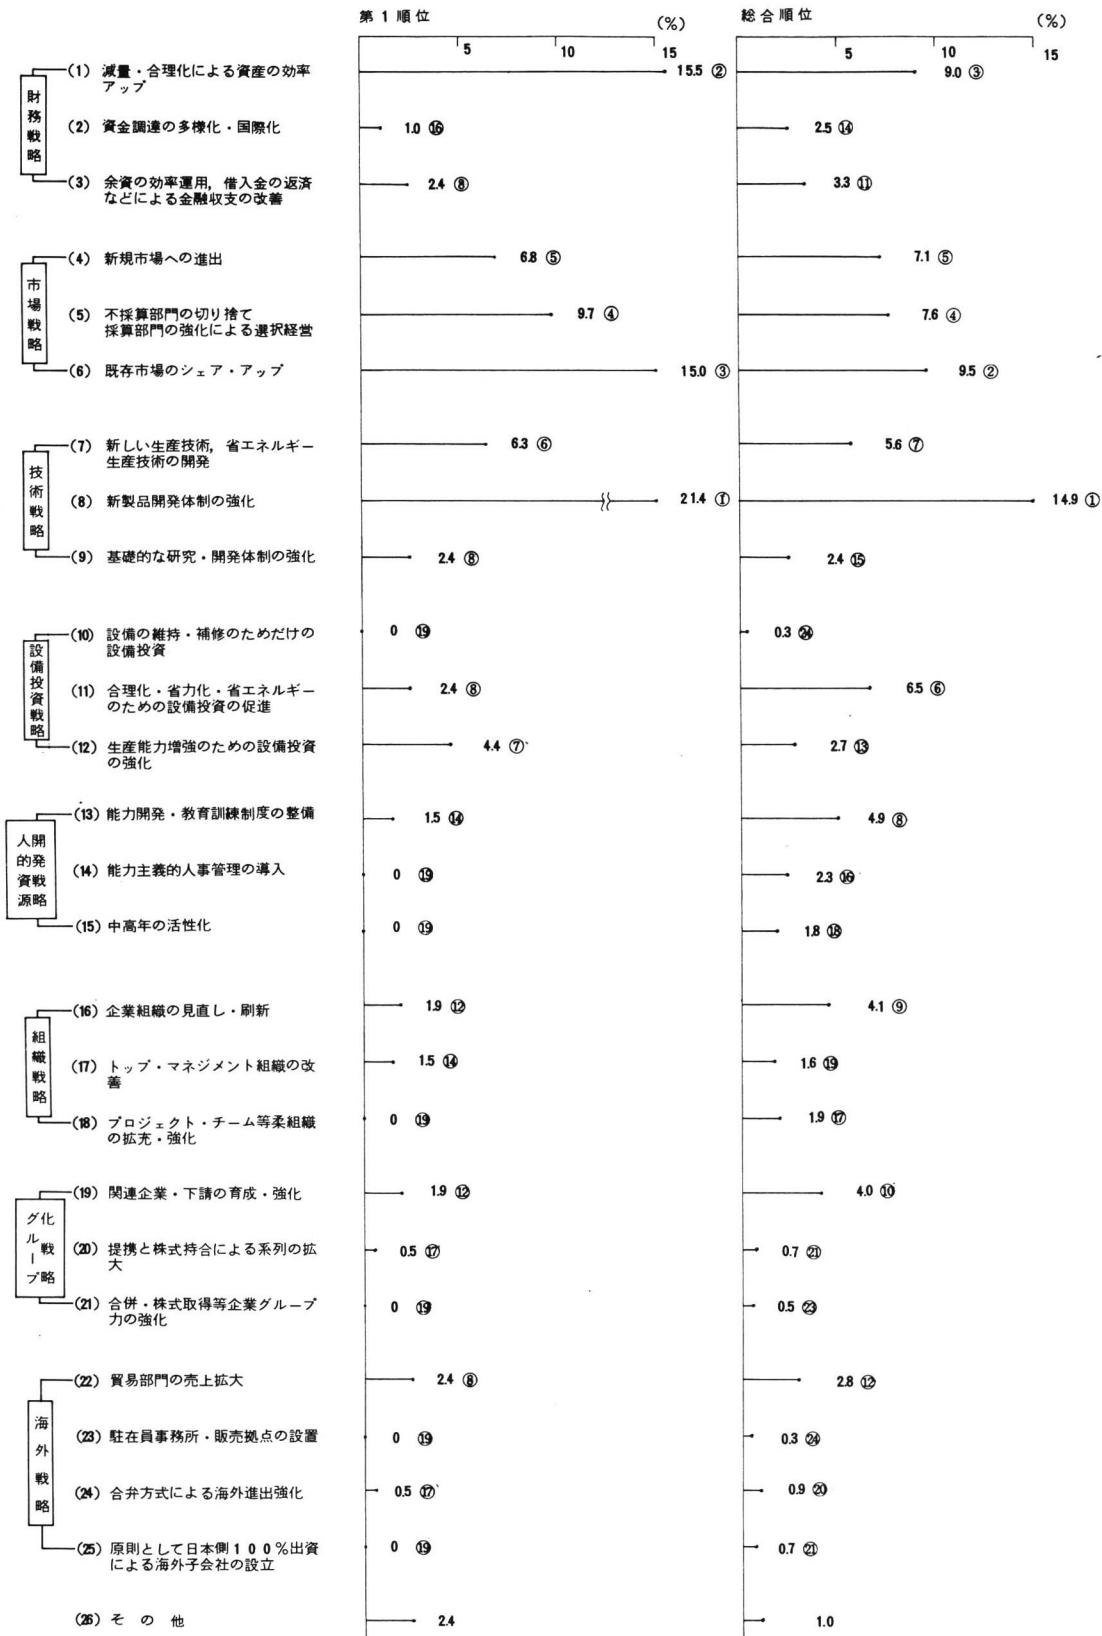 第1順位
(%)
5 10 15
総合順位
(%)
5 10 15
財務戦略
(1) 減量・合理化による資産の効率
アップ
15.5 ②
9.0 ③
(2) 資金調達の多様化・国際化
1.0 ⑯
2.5 ⑭
(3) 余資の効率運用,借入金の返済
などによる金融収支の改善
2.4 ⑧
3.3 ⑪
市場戦略
(4) 新規市場への進出
6.8 ⑤
7.1 ⑤
(5) 不採算部門の切り捨て
採算部門の強化による選択経営
9.7 ④
7.6 ④
(6) 既存市場のシェア・アップ
15.0 ③
9.5 ②
技術戦略
(7) 新しい生産技術,省エネルギー
生産技術の開発
6.3 ⑥
5.6 ⑦
(8) 新製品開発体制の強化
21.4 ①
14.9 ①
(9) 基礎的な研究・開発体制の強化
2.4 ⑧
2.4 ⑮
設備投資戦略
(10) 設備の維持・補修のためだけの
設備投資
0 ⑲
0.3 ㉔
(11) 合理化・省力化・省エネルギー
のための設備投資の促進
2.4 ⑧
6.5 ⑥
(12) 生産能力増強のための設備投資
の強化
4.4 ⑦
2.7 ⑬
人的資源
開発戦略
(13) 能力開発・教育訓練制度の整備
1.5 ⑭
4.9 ⑧
(14) 能力主義的人事管理の導入
0 ⑲
2.3 ⑯
(15) 中高年の活性化
0 ⑲
1.8 ⑱
組織戦略
(16) 企業組織の見直し・刷新
1.9 ⑫
4.1 ⑨
(17) トップ・マネジメント組織の改
善
1.5 ⑭
1.6 ⑲
(18) プロジェクト・チーム等柔組織
の拡充・強化
0 ⑲
1.9 ⑰
グループ
化戦略
(19) 関連企業・下請の育成・強化
1.9 ⑫
4.0 ⑩
(20) 提携と株式持合による系列の拡
大
0.5 ⑰
0.7 ㉑
(21) 合併・株式取得等企業グループ
力の強化
0 ⑲
0.5 ㉓
海外戦略
(22) 貿易部門の売上拡大
2.4 ⑧
2.8 ⑫
(23) 駐在員事務所・販売拠点の設置
0 ⑲
0.3 ㉔
(24) 合弁方式による海外進出強化
0.5 ⑰
0.9 ⑳
(25) 原則として日本側100%出資
による海外子会社の設立
0 ⑲
0.7 ㉑
(26) その他
2.4
1.0